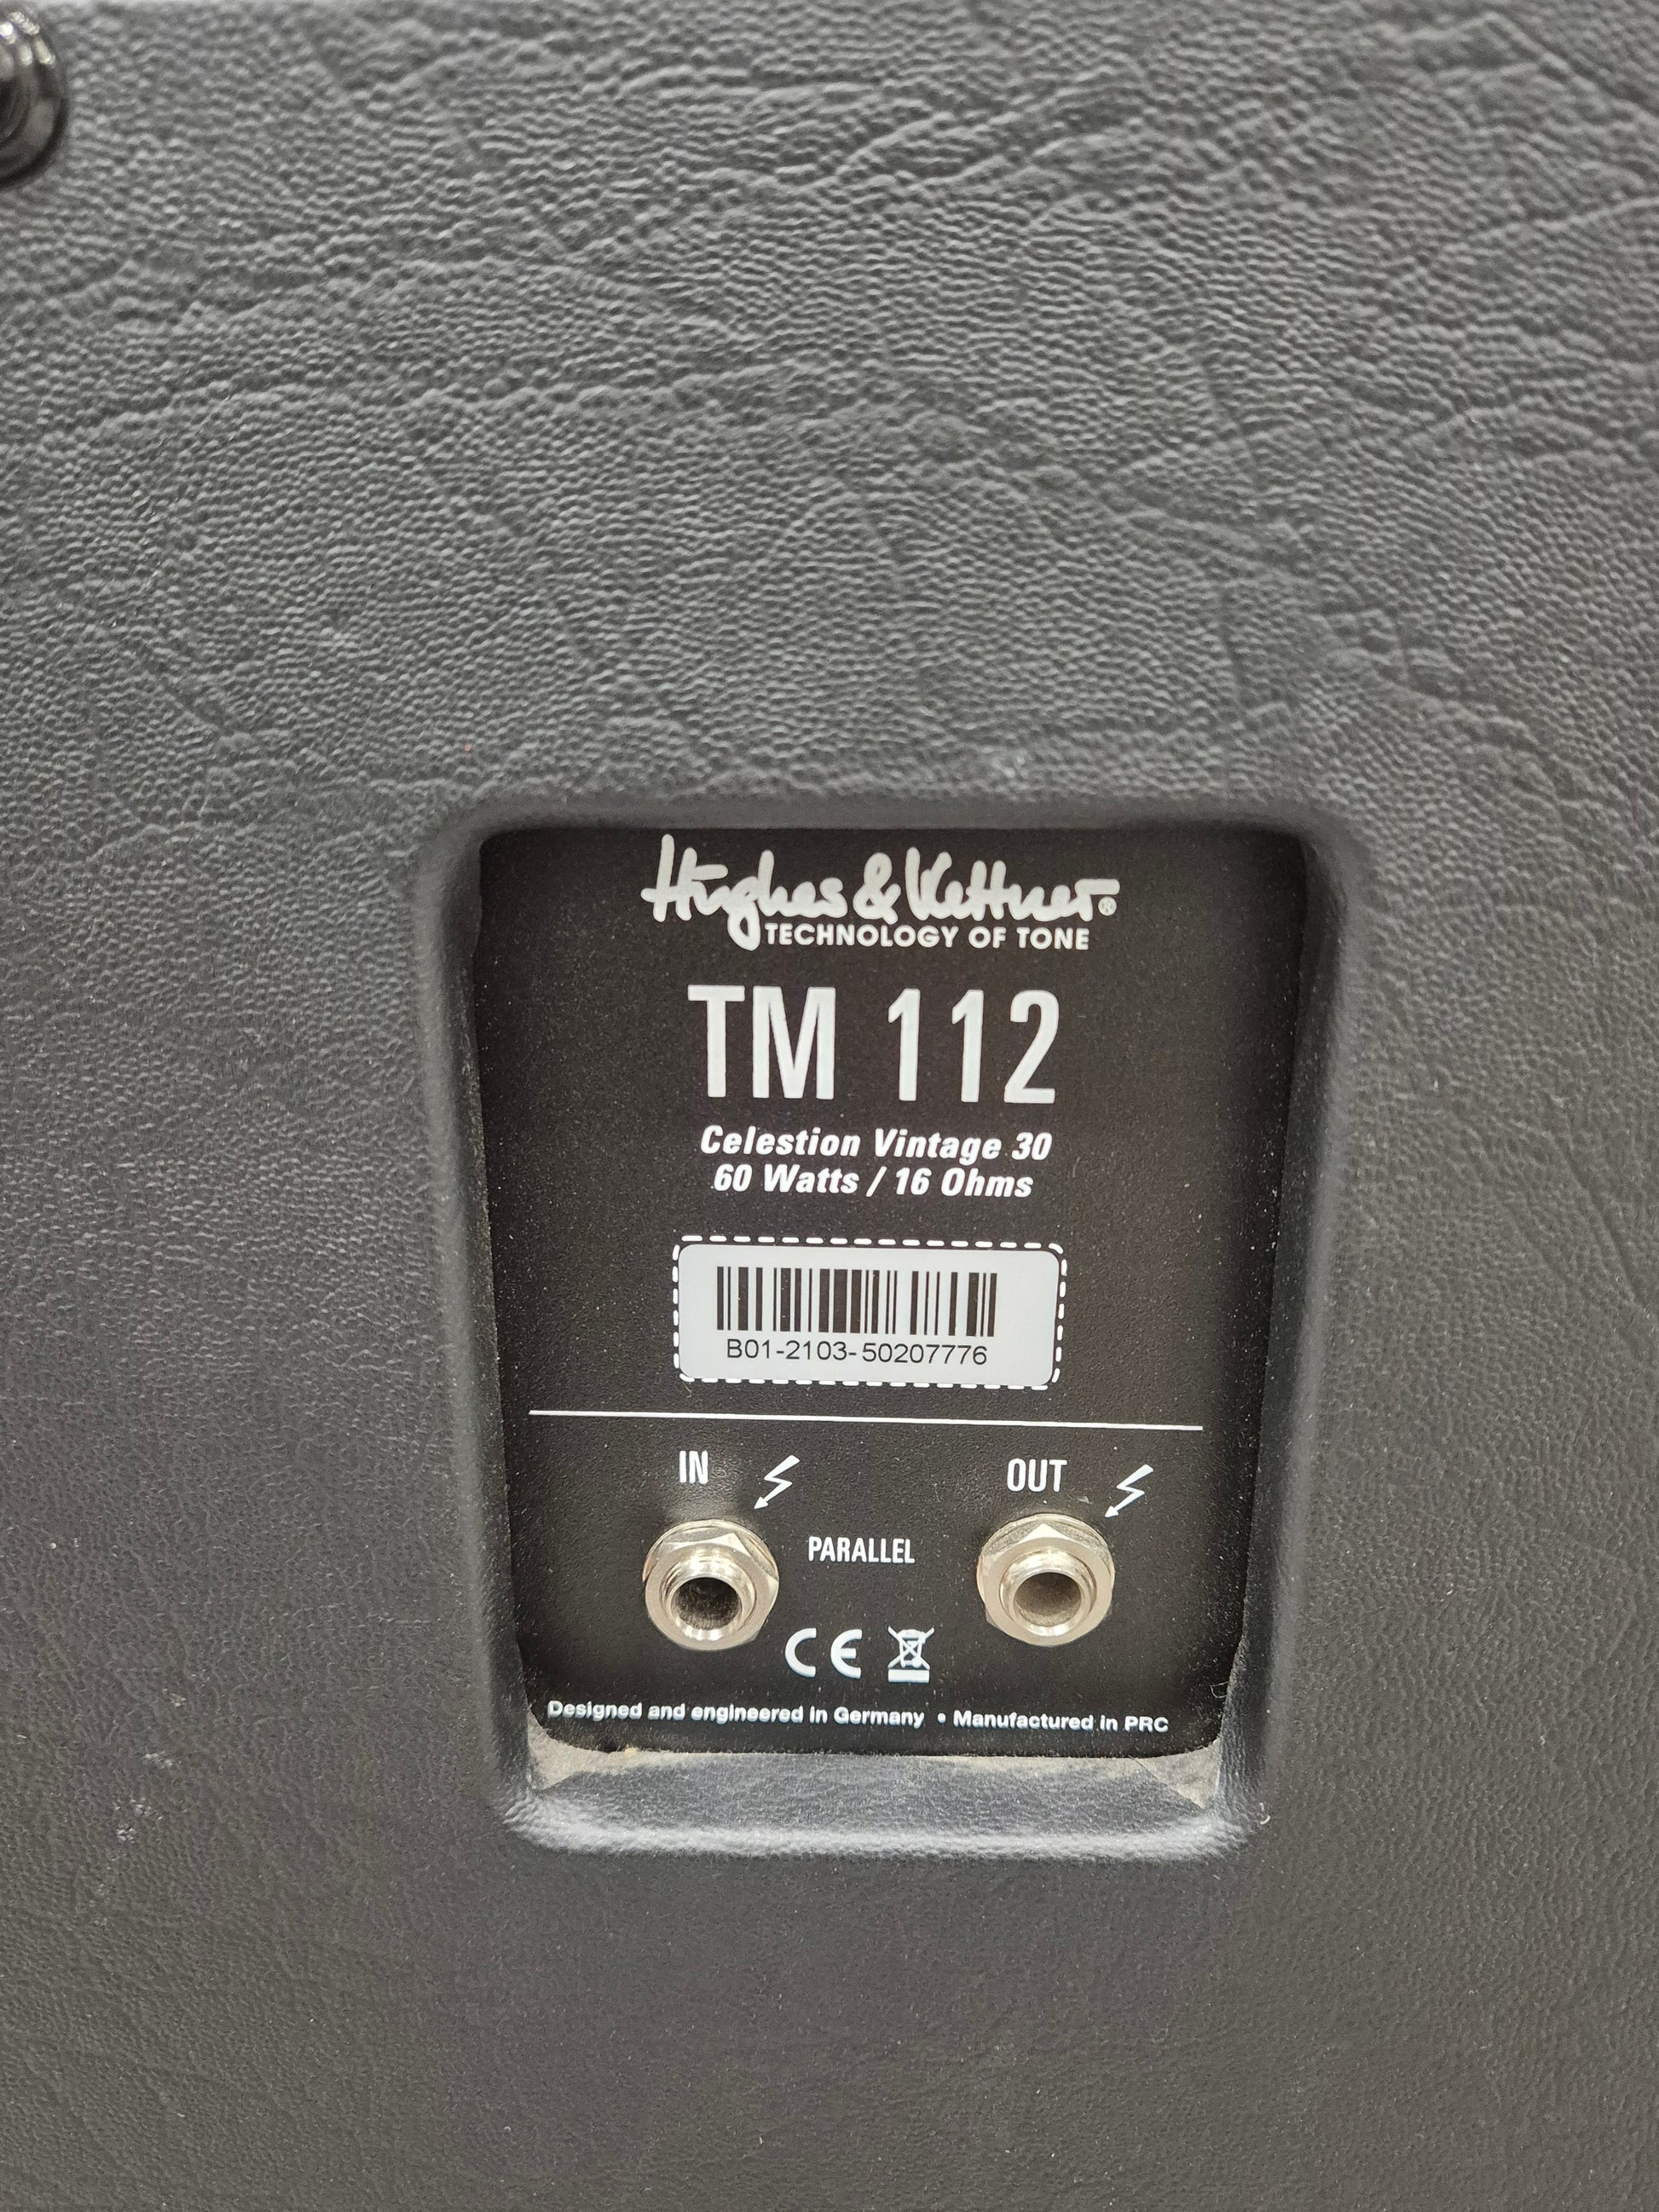 Hughes & Kettner®
TECHNOLOGY OF TONE
TM 112
Celestion Vintage 30
60 Watts / 16 Ohms
B01-2103-50207776
IN OUT
PARALLEL
CE
Designed and engineered in Germany • Manufactured in PRC